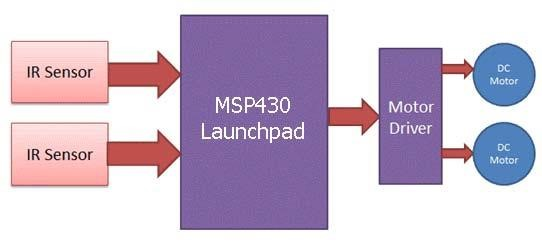 IR Sensor
IR Sensor
MSP430
Launchpad
Motor
Driver
DC
Motor
DC
Motor